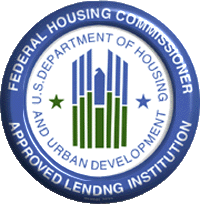 FEDERAL HOUSING COMMISSIONER
U.S. DEPARTMENT OF HOUSING
AND URBAN DEVELOPMENT
APPROVED LENDNG INSTITUTION